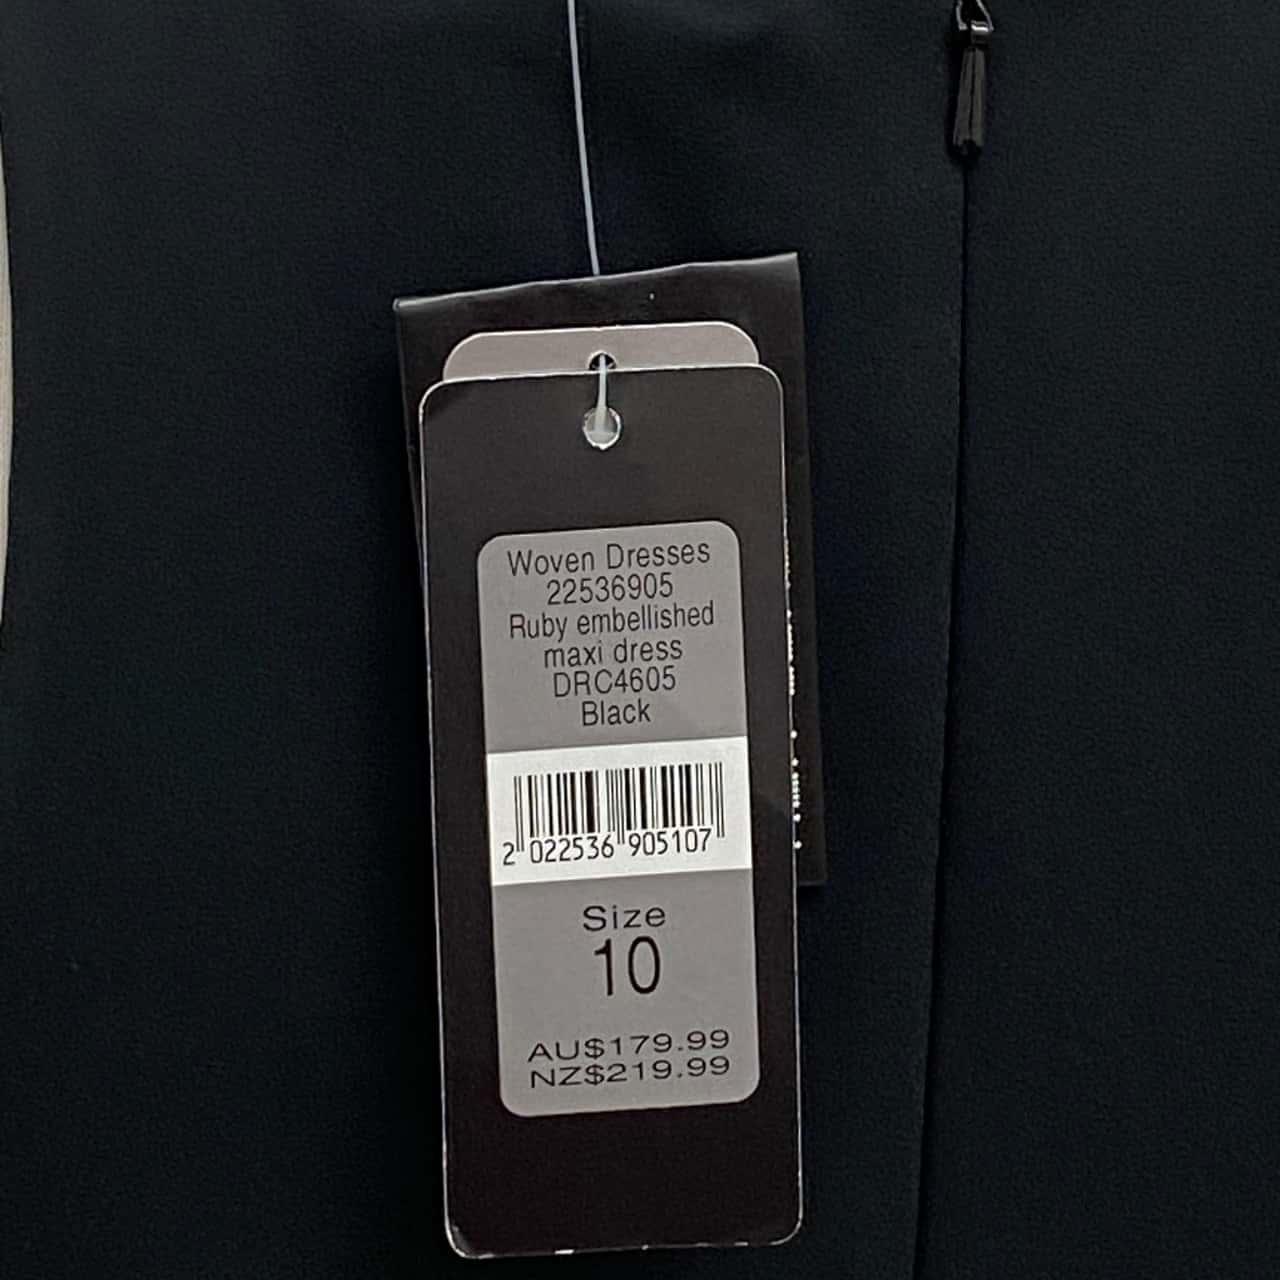 Woven Dresses
22536905
Ruby embellished
maxi dress
DRC4605
Black
2 022536 905107
Size
10
AU$179.99
NZ$219.99